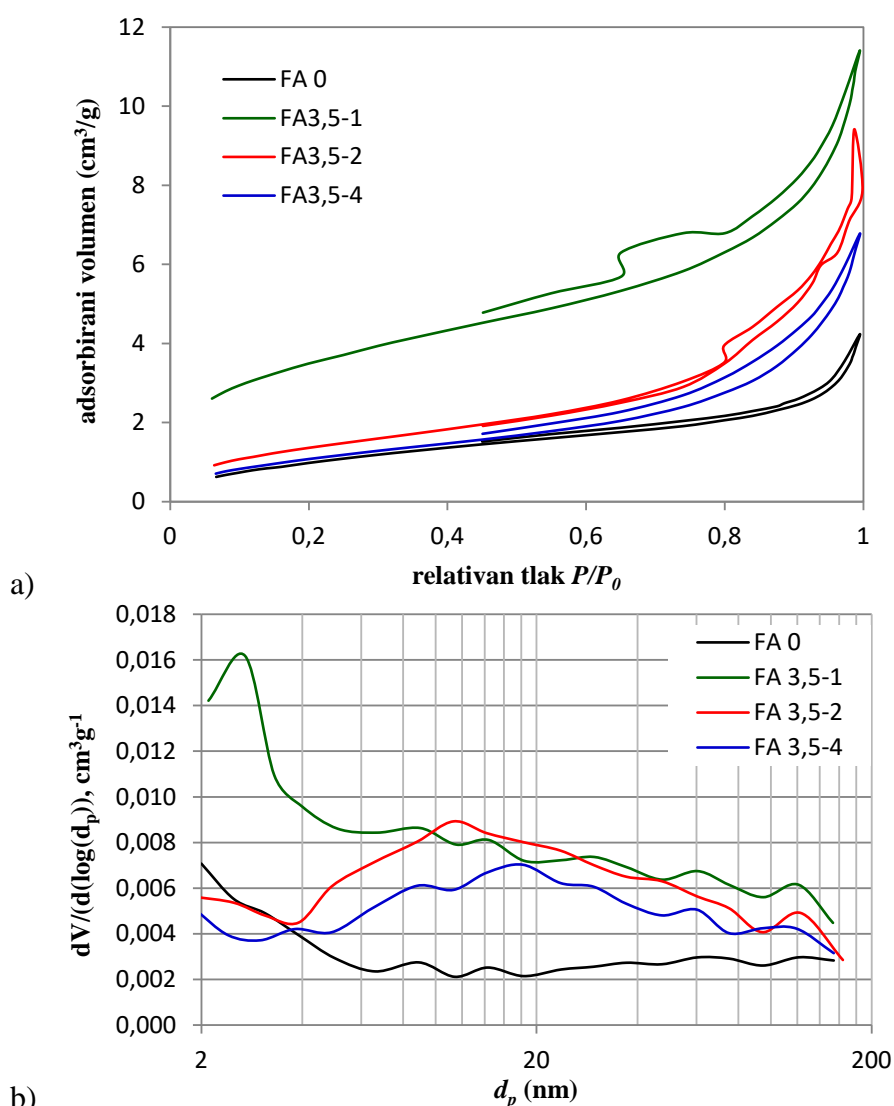 12
10
8
6
4
2
0
adsorbirani volumen (cm³/g)
FA 0
FA3,5-1
FA3,5-2
FA3,5-4
0 0,2 0,4 0,6 0,8 1
relativan tlak P/P₀
a)
0,018
0,016
0,014
0,012
0,010
0,008
0,006
0,004
0,002
0,000
dV/(d(log(dₚ)), cm³g⁻¹
FA 0
FA 3,5-1
FA 3,5-2
FA 3,5-4
2 20 200
dₚ (nm)
b)